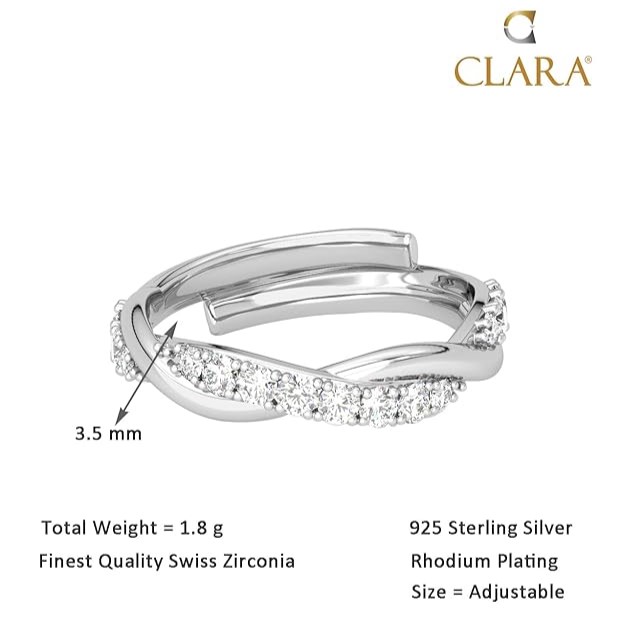 CLARA®
3.5 mm
Total Weight = 1.8 g
Finest Quality Swiss Zirconia
925 Sterling Silver
Rhodium Plating
Size = Adjustable